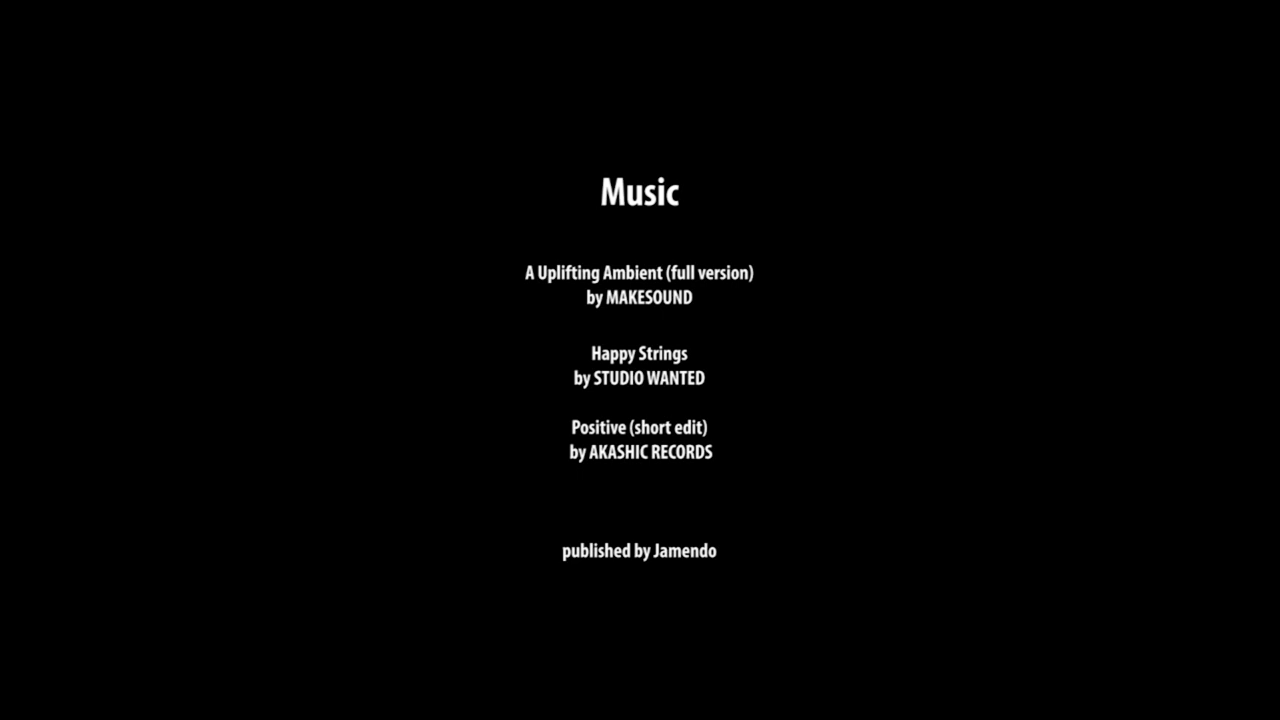 Music
A Uplifting Ambient (full version)
by MAKESOUND
Happy Strings
by STUDIO WANTED
Positive (short edit)
by AKASHIC RECORDS
published by Jamendo